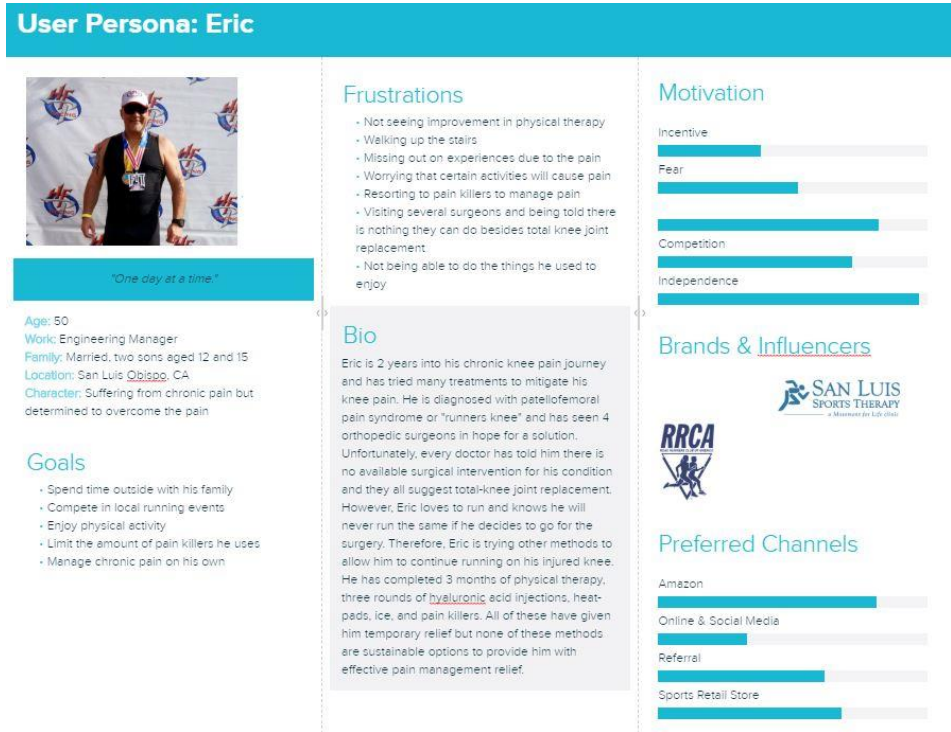 User Persona: Eric
"One day at a time."
Age: 50
Work: Engineering Manager
Family: Married, two sons aged 12 and 15
Location: San Luis Obispo, CA
Character: Suffering from chronic pain but
determined to overcome the pain
Goals
• Spend time outside with his family
• Compete in local running events
• Enjoy physical activity
• Limit the amount of pain killers he uses
• Manage chronic pain on his own
Frustrations
• Not seeing improvement in physical therapy
• Walking up the stairs
• Missing out on experiences due to the pain
• Worrying that certain activities will cause pain
• Resorting to pain killers to manage pain
• Visiting several surgeons and being told there
is nothing they can do besides total knee joint
replacement
• Not being able to do the things he used to
enjoy
Bio
Eric is 2 years into his chronic knee pain journey
and has tried many treatments to mitigate his
knee pain. He is diagnosed with patellofemoral
pain syndrome or "runners knee" and has seen 4
orthopedic surgeons in hope for a solution.
Unfortunately, every doctor has told him there is
no available surgical intervention for his condition
and they all suggest total-knee joint replacement.
However, Eric loves to run and knows he will
never run the same if he decides to go for the
surgery. Therefore, Eric is trying other methods to
allow him to continue running on his injured knee.
He has completed 3 months of physical therapy,
three rounds of hyaluronic acid injections, heat-
pads, ice, and pain killers. All of these have given
him temporary relief but none of these methods
are sustainable options to provide him with
effective pain management relief.
Motivation
Incentive
Fear
Competition
Independence
Brands & Influencers
SAN LUIS
SPORTS THERAPY
a Movement for Life clinic
RRCA
ROAD RUNNERS CLUB OF AMERICA
Preferred Channels
Amazon
Online & Social Media
Referral
Sports Retail Store